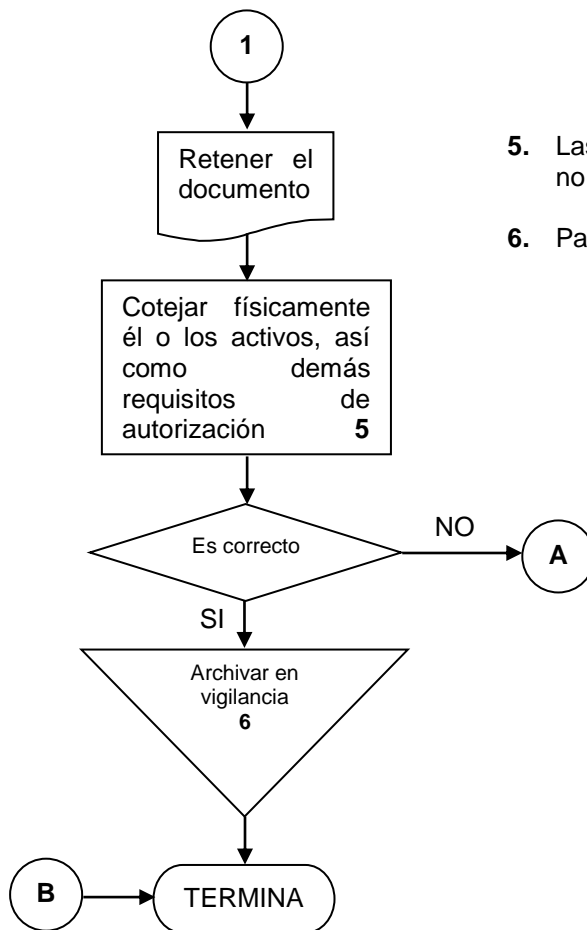 1
Retener el
documento
5. Las
no
6. Pa
Cotejar físicamente
él o los activos, así
como demás
requisitos de
autorización 5
Es correcto
NO
A
SI
Archivar en
vigilancia
6
B
TERMINA